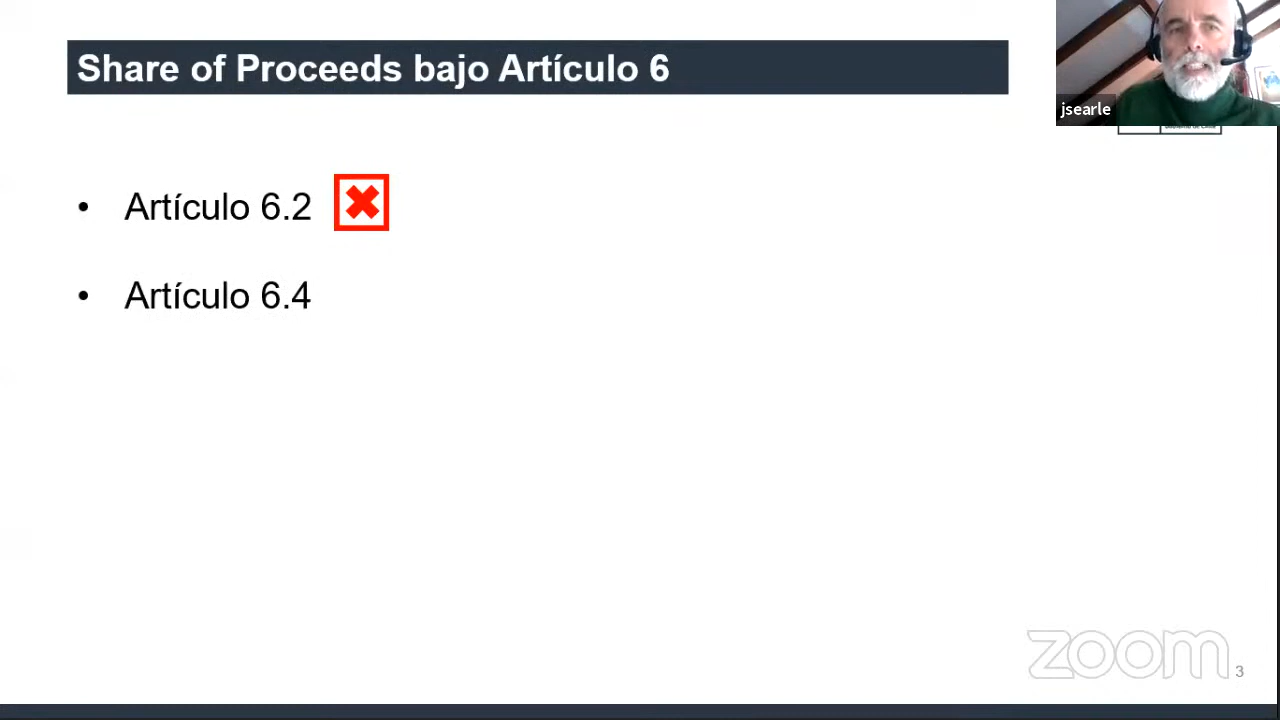 Share of Proceeds bajo Artículo 6
jsearle
• Artículo 6.2
• Artículo 6.4
zoom
3